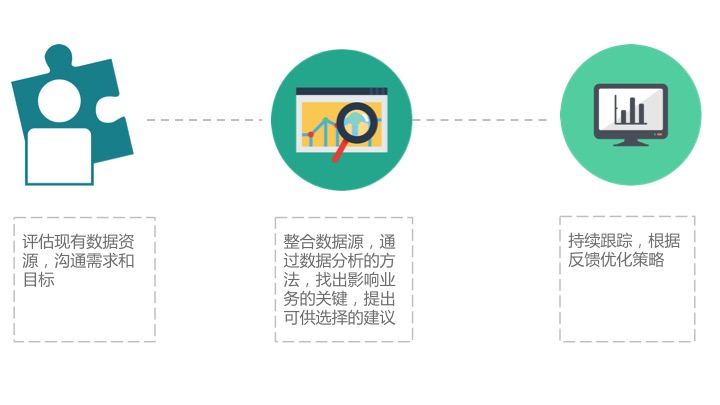 评估现有数据资
源，沟通需求和
目标
整合数据源，通
过数据分析的方
法，找出影响业
务的关键，提出
可供选择的建议
持续跟踪，根据
反馈优化策略